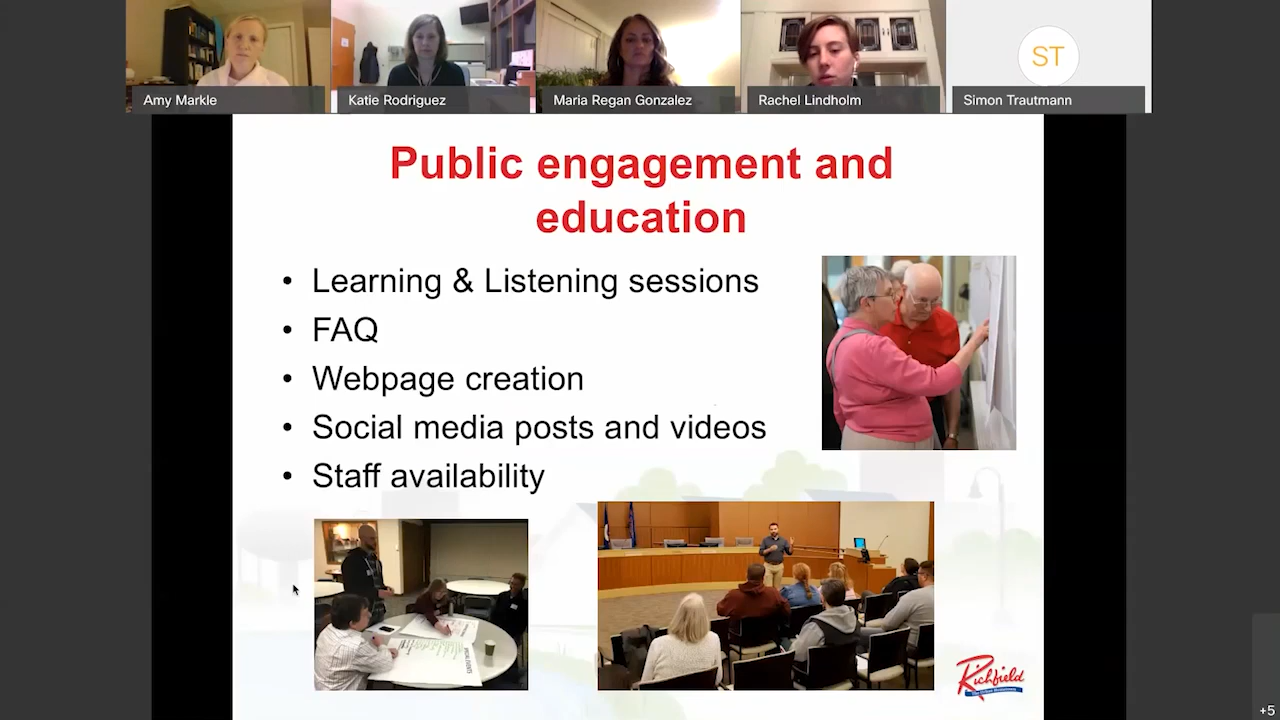 ST
Amy Markle
Katie Rodriguez
Maria Regan Gonzalez
Rachel Lindholm
Simon Trautmann
Public engagement and
education
• Learning & Listening sessions
• FAQ
• Webpage creation
• Social media posts and videos
• Staff availability
Richfield
+5